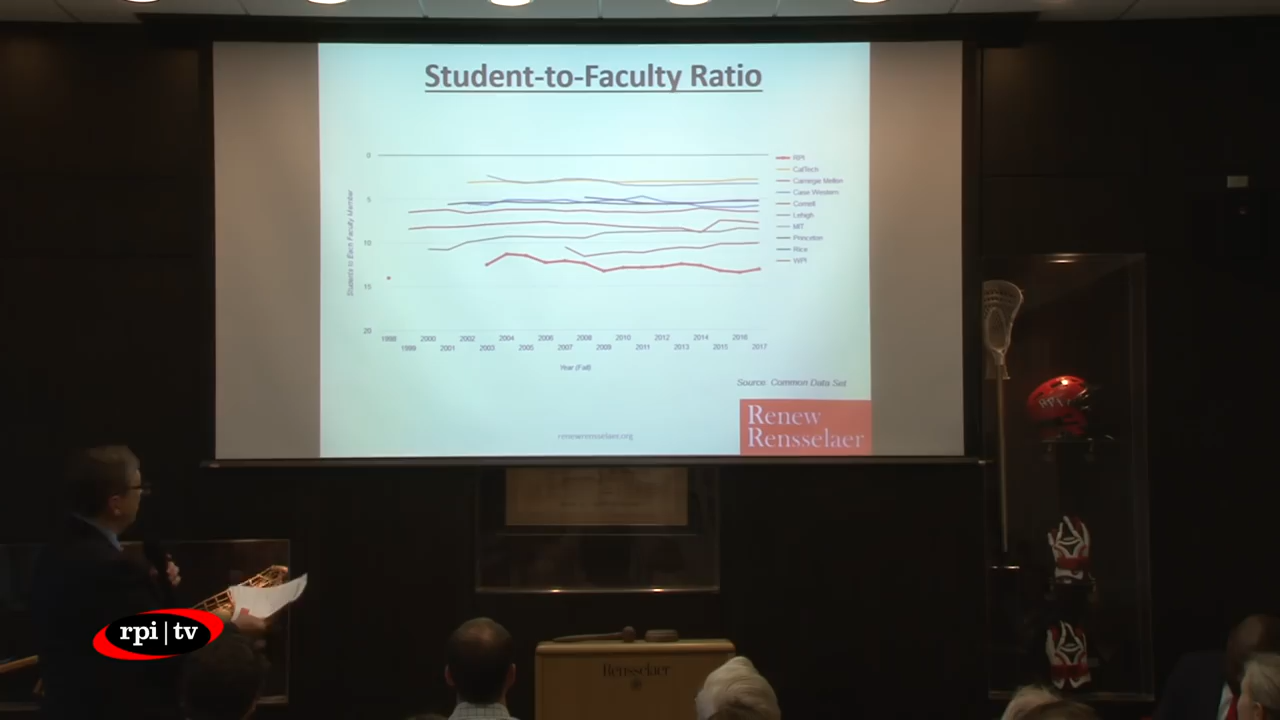 Student-to-Faculty Ratio
0
5
10
15
20
Students to Each Faculty Member
RPI
CalTech
Carnegie Mellon
Case Western
Cornell
Lehigh
MIT
Princeton
Rice
WPI
1998 2000 2002 2004 2006 2008 2010 2012 2014 2016
1999 2001 2003 2005 2007 2009 2011 2013 2015 2017
Year (Fall)
Source: Common Data Set
Renew
Rensselaer
renewrensselaer.org
RPI
rpi|tv
Rensselaer